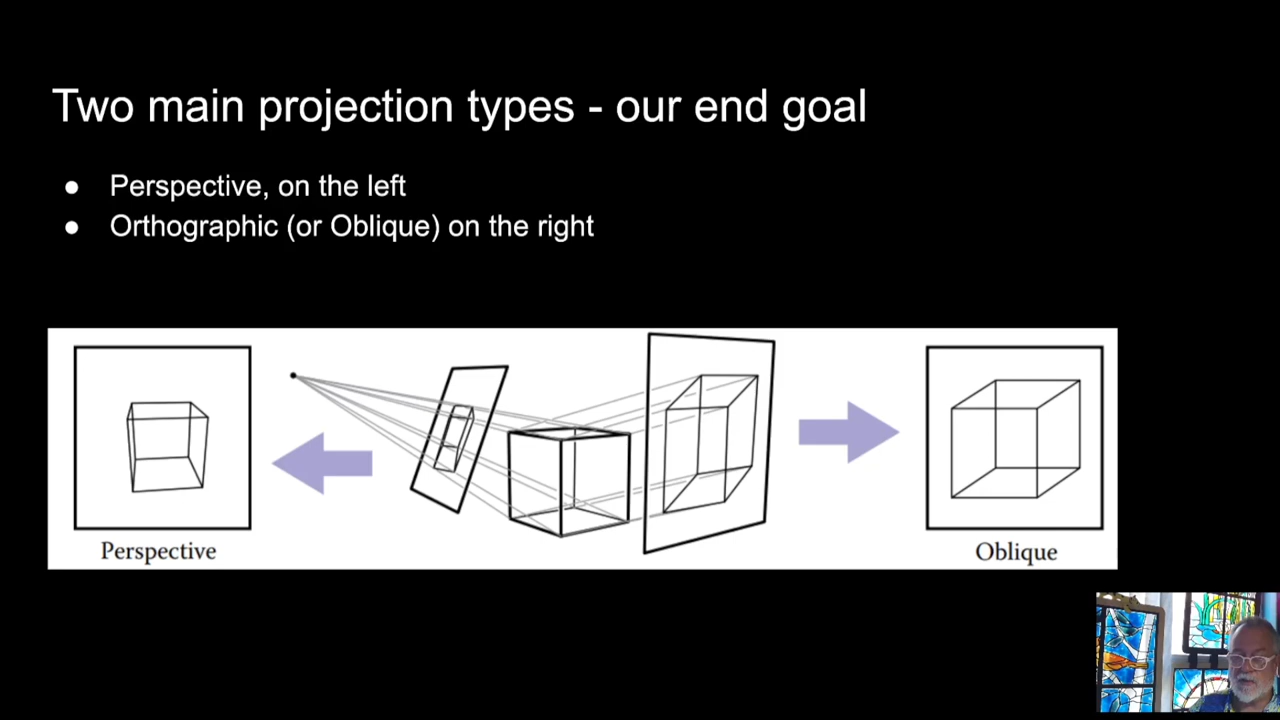 Two main projection types - our end goal
● Perspective, on the left
● Orthographic (or Oblique) on the right
Perspective
Oblique